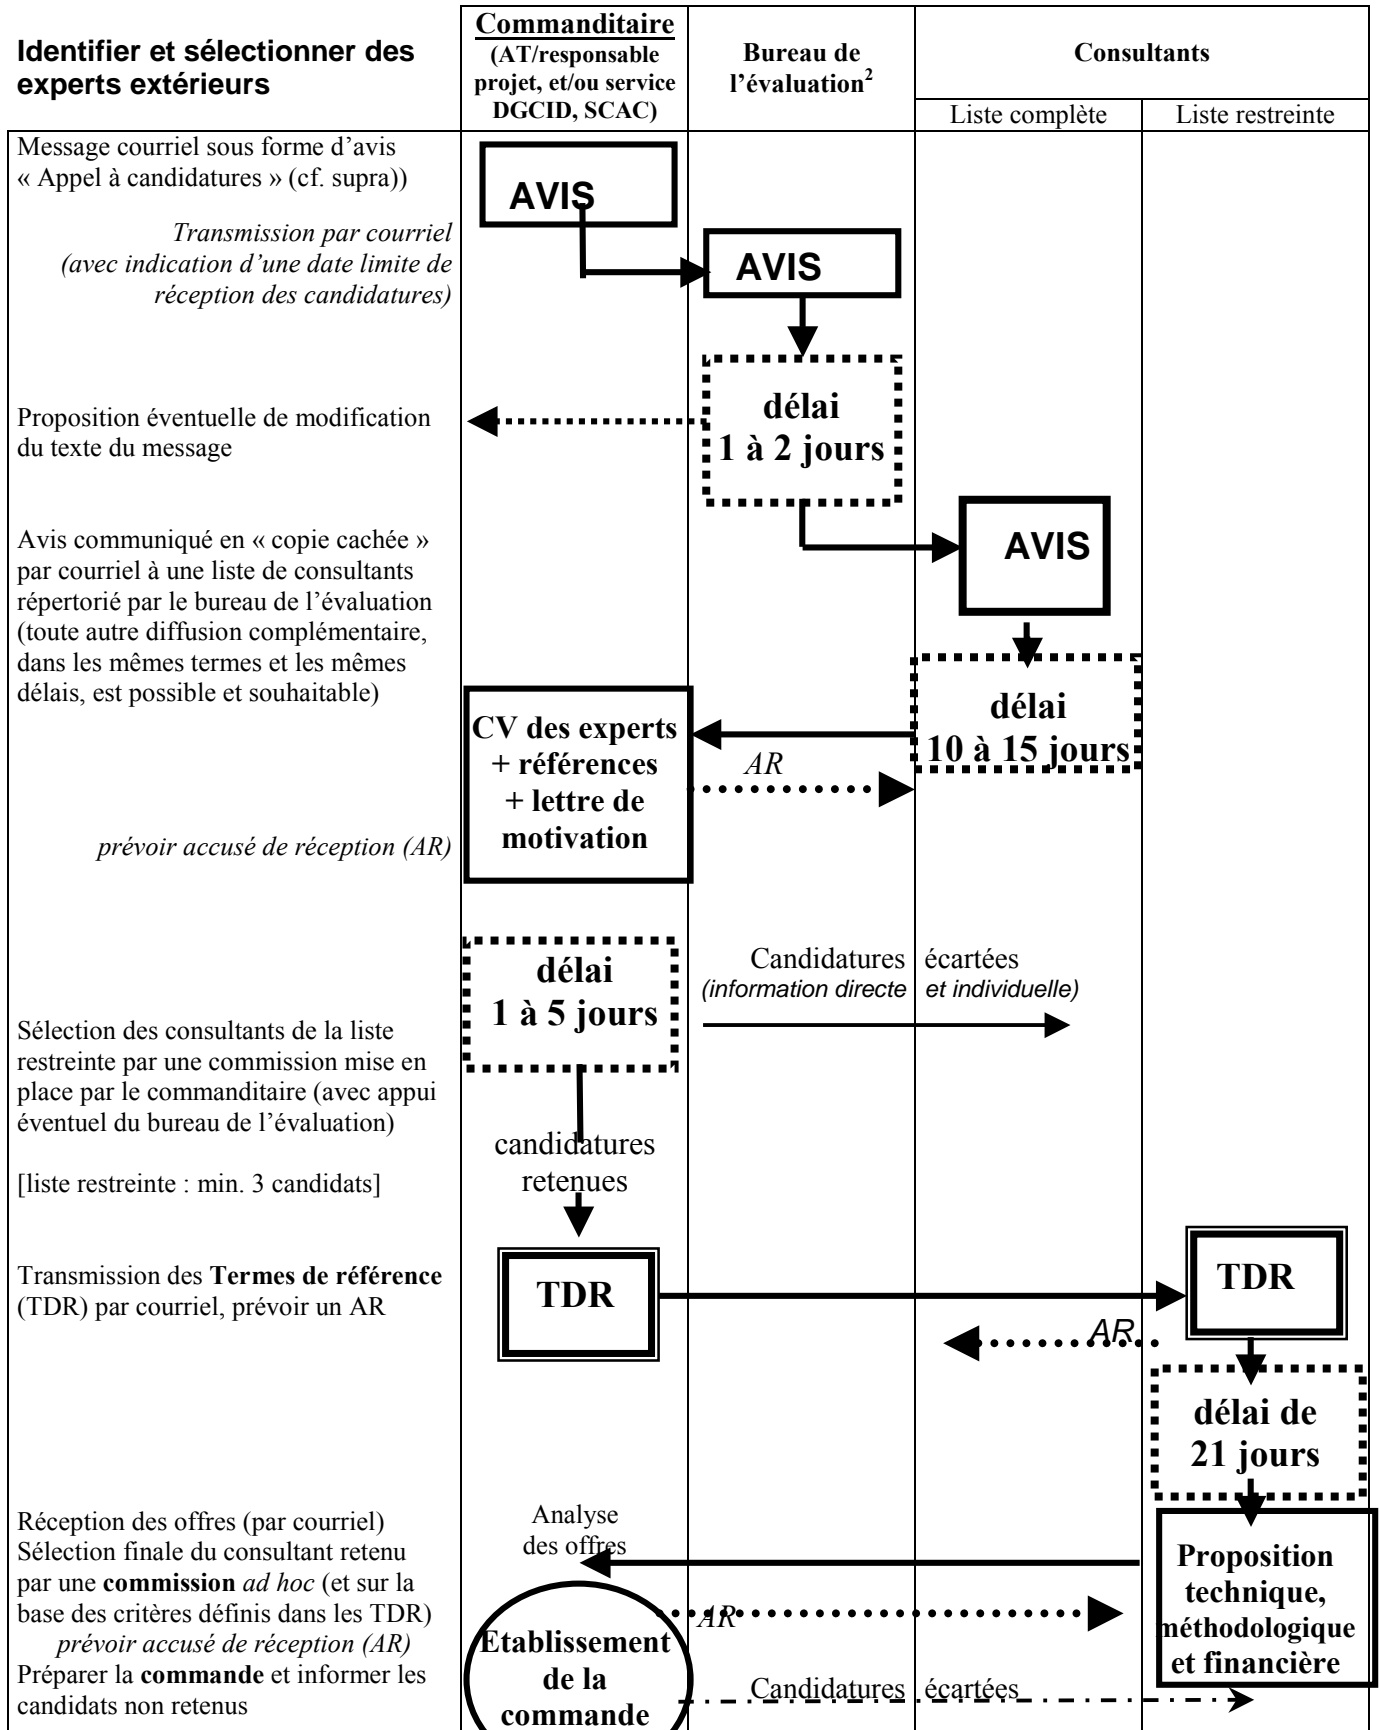 Identifier et sélectionner des
experts extérieurs
Commanditaire
(AT/responsable
projet, et/ou service
DGCID, SCAC)
Bureau de
l’évaluation2
Consultants
Liste complète
Liste restreinte
Message courriel sous forme d’avis
« Appel à candidatures » (cf. supra))
AVIS
Transmission par courriel
(avec indication d’une date limite de
réception des candidatures)
AVIS
délai
1 à 2 jours
Proposition éventuelle de modification
du texte du message
AVIS
Avis communiqué en « copie cachée »
par courriel à une liste de consultants
répertorié par le bureau de l’évaluation
(toute autre diffusion complémentaire,
dans les mêmes termes et les mêmes
délais, est possible et souhaitable)
délai
10 à 15 jours
CV des experts
+ références
+ lettre de
motivation
AR
prévoir accusé de réception (AR)
délai
1 à 5 jours
Candidatures écartées
(information directe et individuelle)
Sélection des consultants de la liste
restreinte par une commission mise en
place par le commanditaire (avec appui
éventuel du bureau de l’évaluation)
candidatures
retenues
[liste restreinte : min. 3 candidats]
Transmission des Termes de référence
(TDR) par courriel, prévoir un AR
TDR
TDR
AR
délai de
21 jours
Analyse
des offres
Réception des offres (par courriel)
Sélection finale du consultant retenu
par une commission ad hoc (et sur la
base des critères définis dans les TDR)
prévoir accusé de réception (AR)
Préparer la commande et informer les
candidats non retenus
Proposition
technique,
méthodologique
et financière
AR
Etablissement
de la
commande
Candidatures écartées